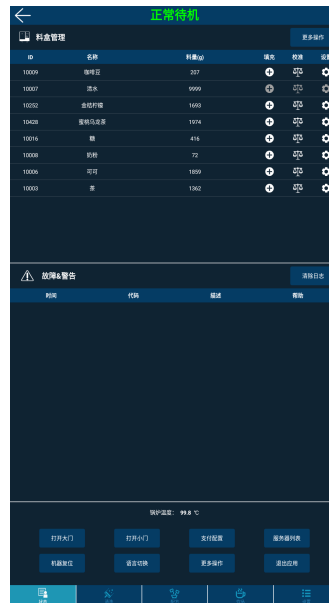 正常待机
料盒管理 更多操作
ID 名称 料量(g) 填充 校准 设置
10009 咖啡豆 207
10007 清水 9999
10252 金桔柠檬 1693
10428 蜜桃乌龙茶 1974
10016 糖 416
10008 奶粉 72
10006 可可 1859
10003 茶 1362
故障&警告 清除日志
时间 代码 描述 帮助
锅炉温度: 99.8 ℃
打开大门 打开小门 支付配置 服务器列表
机器复位 语言切换 更多操作 退出应用